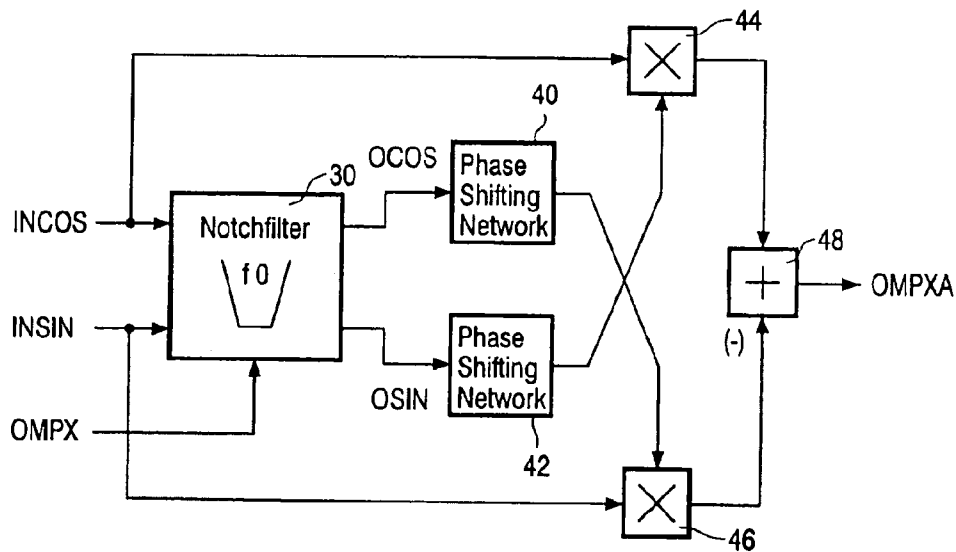 44
40
OCOS
Phase
Shifting
Network
30
Notchfilter
f0
INCOS
48
+
OMPXA
(-)
INSIN
Phase
Shifting
Network
OSIN
OMPX
42
46